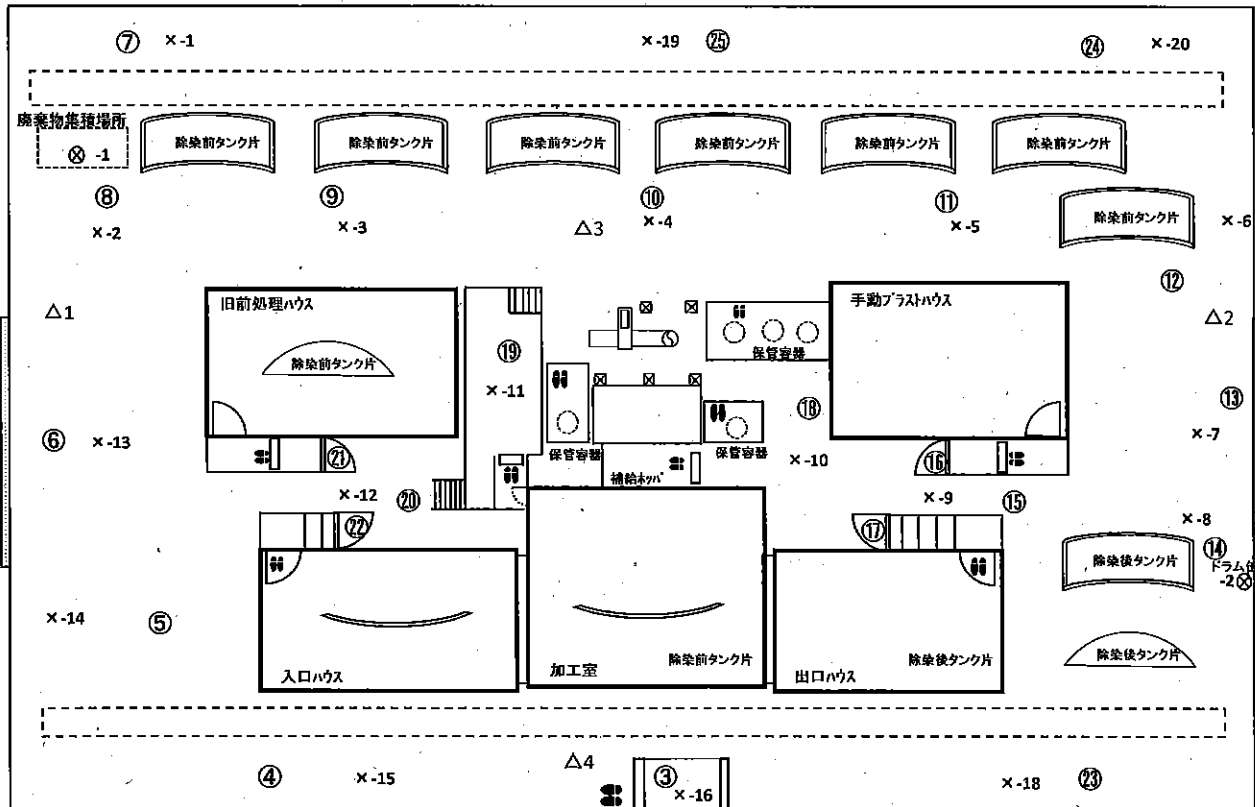 ⑦ ×-1 ×-19 ㉕ ㉔ ×-20
廃棄物集積場所
⊗ -1
除染前タンク片 除染前タンク片 除染前タンク片 除染前タンク片 除染前タンク片 除染前タンク片
⑧ ⑨ ⑩ ⑪
×-2 ×-3 △3 ×-4 ×-5
除染前タンク片 ×-6
⑫
△1 △2
旧前処理ハウス
除染前タンク片
手動ブラストハウス
保管容器
⑲
×-11
⑱
⑬
×-7
⑥ ×-13
㉑
保管容器 保管容器
補給ホッパ
×-10
⑯
×-12 ⑳
×-9 ⑮
㉒
⑰
×-8
⑭
除染後タンク片
-2⊗
×-14 ⑤
入口ハウス
加工室 除染前タンク片
出口ハウス 除染後タンク片
除染後タンク片
④ ×-15 △4 ③ ×-16 ×-18 ㉓